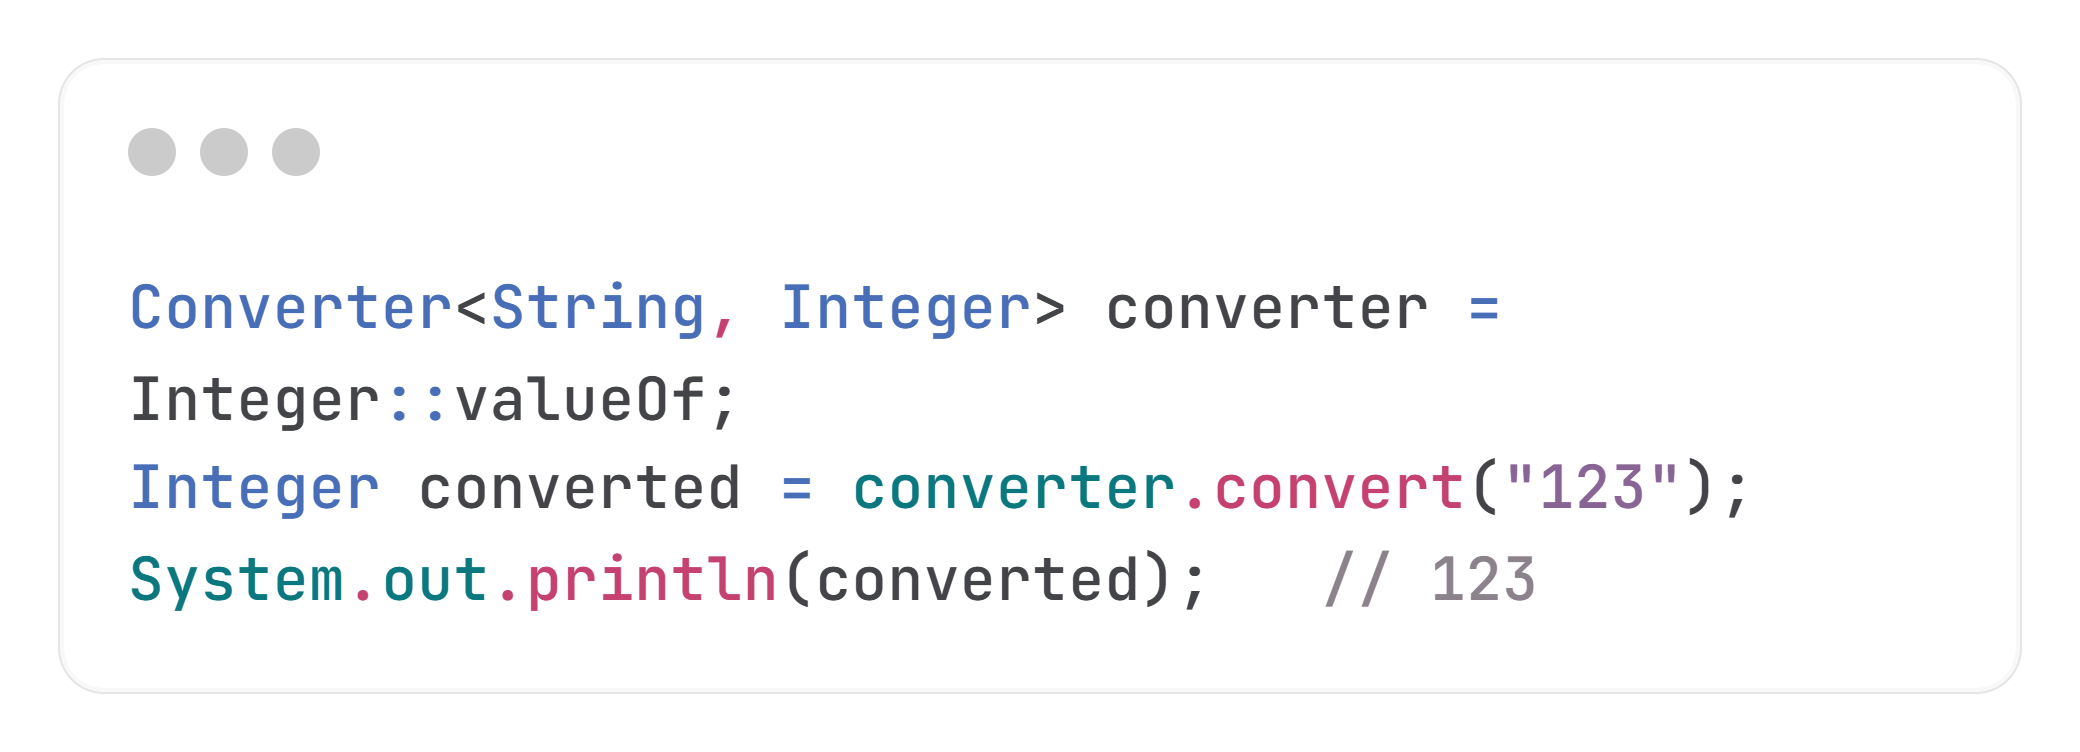 Converter<String, Integer> converter =
Integer::valueOf;
Integer converted = converter.convert("123");
System.out.println(converted);   // 123